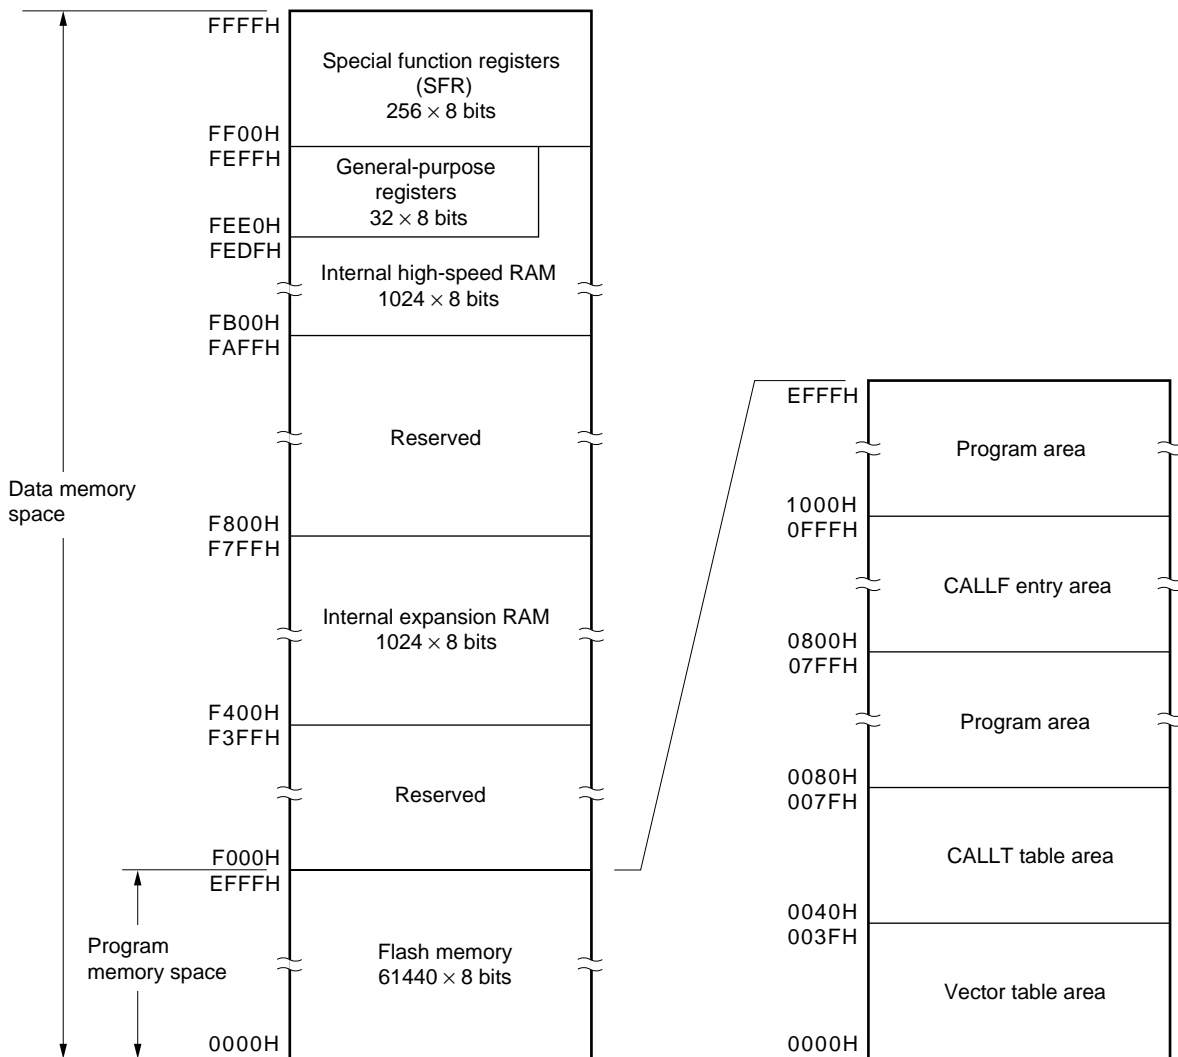 FFFFH
Special function registers
(SFR)
256 × 8 bits
FF00H
FEFFH
General-purpose
registers
32 × 8 bits
FEE0H
FEDFH
Internal high-speed RAM
1024 × 8 bits
FB00H
FAFFH
Reserved
Data memory
space
F800H
F7FFH
Internal expansion RAM
1024 × 8 bits
F400H
F3FFH
Reserved
F000H
EFFFH
Program
memory space
Flash memory
61440 × 8 bits
0000H
EFFFH
Program area
1000H
0FFFH
CALLF entry area
0800H
07FFH
Program area
0080H
007FH
CALLT table area
0040H
003FH
Vector table area
0000H